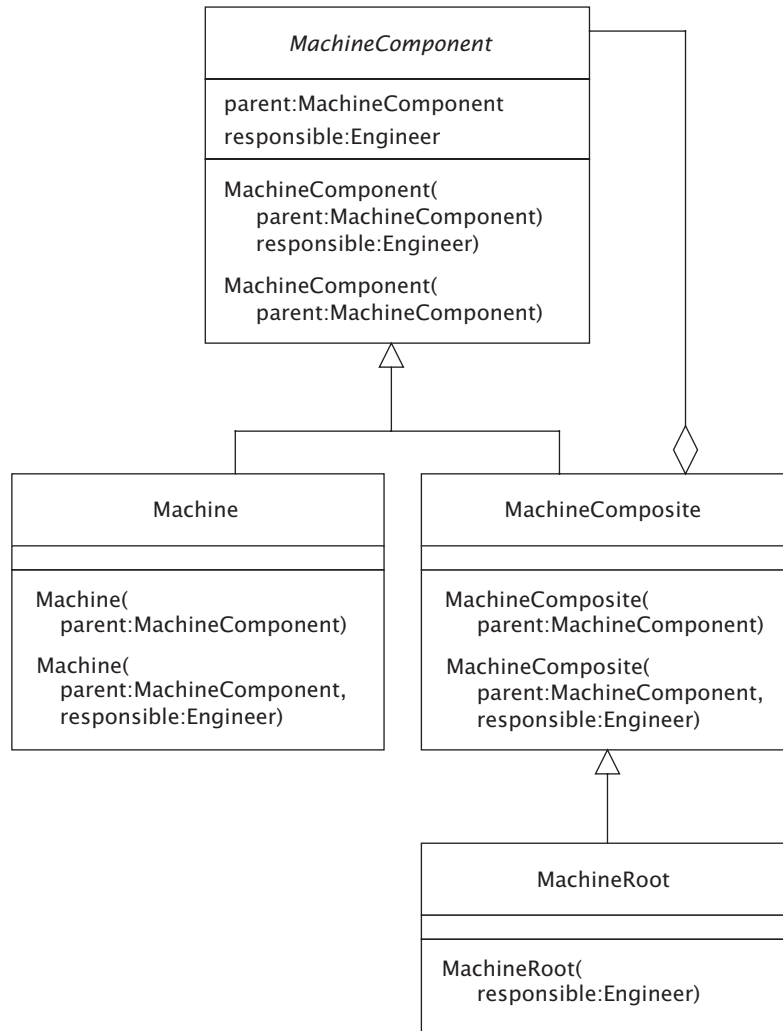 MachineComponent
parent:MachineComponent
responsible:Engineer
MachineComponent(
parent:MachineComponent)
responsible:Engineer)
MachineComponent(
parent:MachineComponent)
Machine
Machine(
parent:MachineComponent)
Machine(
parent:MachineComponent,
responsible:Engineer)
MachineComposite
MachineComposite(
parent:MachineComponent)
MachineComposite(
parent:MachineComponent,
responsible:Engineer)
MachineRoot
MachineRoot(
responsible:Engineer)